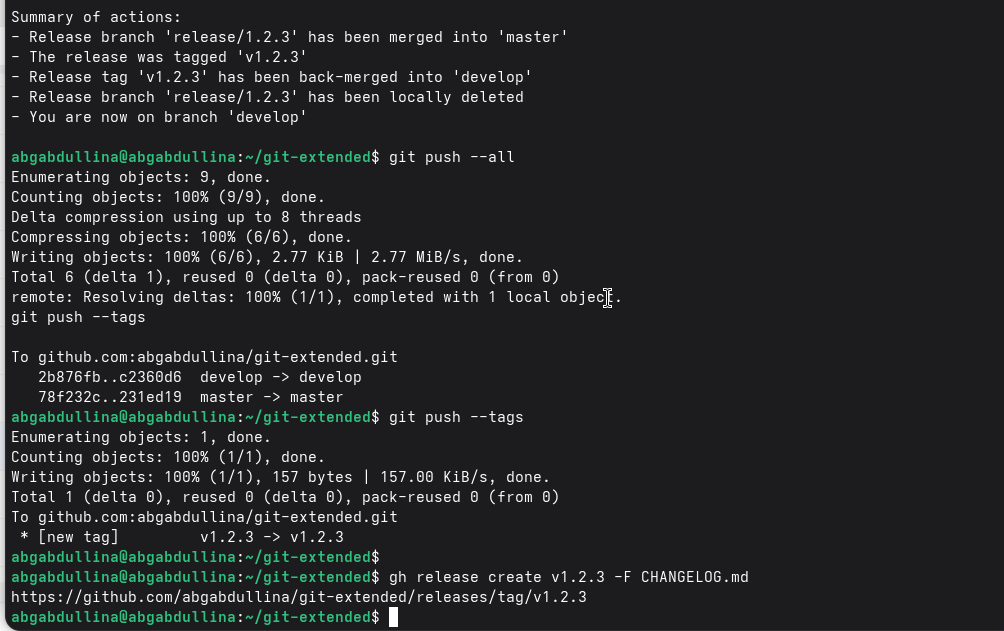 Summary of actions:
- Release branch 'release/1.2.3' has been merged into 'master'
- The release was tagged 'v1.2.3'
- Release tag 'v1.2.3' has been back-merged into 'develop'
- Release branch 'release/1.2.3' has been locally deleted
- You are now on branch 'develop'
abgabdullina@abgabdullina:~/git-extended$ git push --all
Enumerating objects: 9, done.
Counting objects: 100% (9/9), done.
Delta compression using up to 8 threads
Compressing objects: 100% (6/6), done.
Writing objects: 100% (6/6), 2.77 KiB | 2.77 MiB/s, done.
Total 6 (delta 1), reused 0 (delta 0), pack-reused 0 (from 0)
remote: Resolving deltas: 100% (1/1), completed with 1 local object.
git push --tags
To github.com:abgabdullina/git-extended.git
   2b876fb..c2360d6  develop -> develop
   78f232c..231ed19  master -> master
abgabdullina@abgabdullina:~/git-extended$ git push --tags
Enumerating objects: 1, done.
Counting objects: 100% (1/1), done.
Writing objects: 100% (1/1), 157 bytes | 157.00 KiB/s, done.
Total 1 (delta 0), reused 0 (delta 0), pack-reused 0 (from 0)
To github.com:abgabdullina/git-extended.git
 * [new tag]         v1.2.3 -> v1.2.3
abgabdullina@abgabdullina:~/git-extended$
abgabdullina@abgabdullina:~/git-extended$ gh release create v1.2.3 -F CHANGELOG.md
https://github.com/abgabdullina/git-extended/releases/tag/v1.2.3
abgabdullina@abgabdullina:~/git-extended$